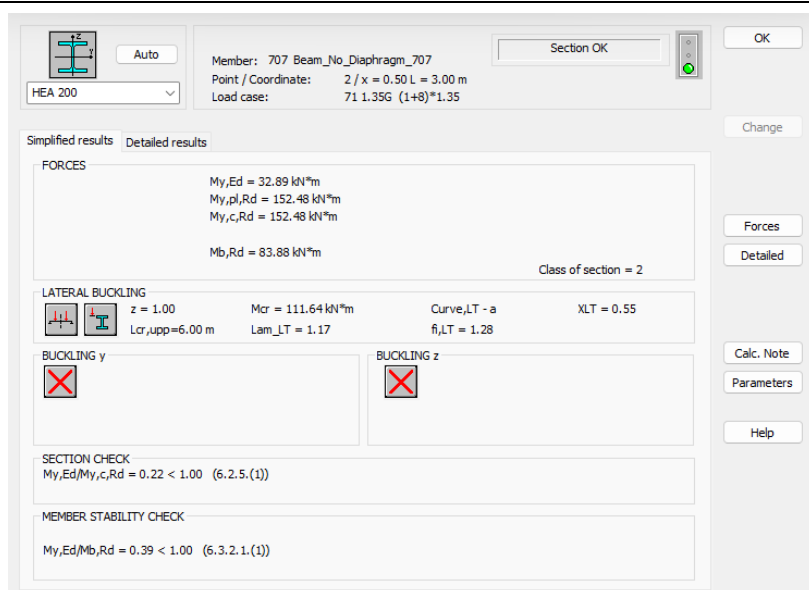 z
y
Auto
HEA 200
Member: 707 Beam_No_Diaphragm_707
Point / Coordinate: 2 / x = 0.50 L = 3.00 m
Load case: 71 1.35G (1+8)*1.35
Section OK
OK
Change
Simplified results Detailed results
FORCES
My,Ed = 32.89 kN*m
My,pl,Rd = 152.48 kN*m
My,c,Rd = 152.48 kN*m
Mb,Rd = 83.88 kN*m
Class of section = 2
Forces
Detailed
LATERAL BUCKLING
z = 1.00 Mcr = 111.64 kN*m Curve,LT - a XLT = 0.55
Lcr,upp=6.00 m Lam_LT = 1.17 fi,LT = 1.28
BUCKLING y BUCKLING z
Calc. Note
Parameters
Help
SECTION CHECK
My,Ed/My,c,Rd = 0.22 < 1.00 (6.2.5.(1))
MEMBER STABILITY CHECK
My,Ed/Mb,Rd = 0.39 < 1.00 (6.3.2.1.(1))